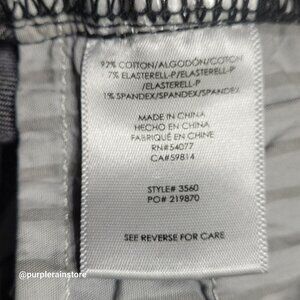 92% COTTON/ALGODÓN/COTON
7% ELASTERELL-P/ELASTERELL-P
/ELASTERELL-P
1% SPANDEX/SPANDEX/SPANDEX
MADE IN CHINA
HECHO EN CHINA
FABRIQUÉ EN CHINE
RN#54077
CA#59814
STYLE# 3560
PO# 219870
SEE REVERSE FOR CARE
@purplerainstore